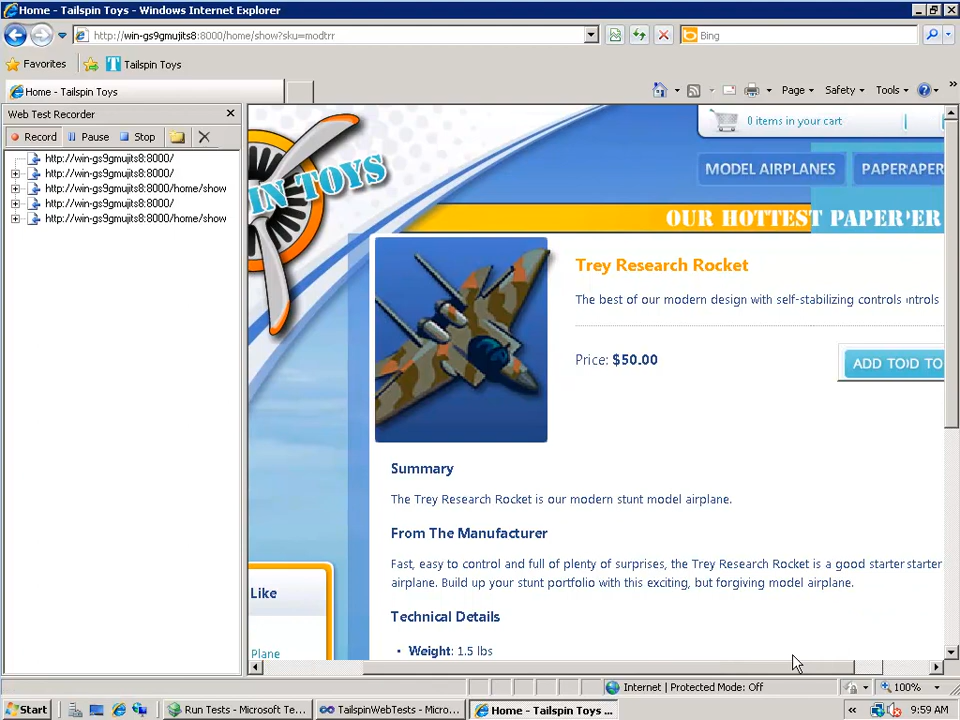 Home - Tailspin Toys - Windows Internet Explorer
http://win-gs9gmujits8:8000/home/show?sku=modtrr
Bing
Favorites
Tailspin Toys
Home - Tailspin Toys
Page
Safety
Tools
Web Test Recorder
Record
Pause
Stop
http://win-gs9gmujits8:8000/
http://win-gs9gmujits8:8000/
http://win-gs9gmujits8:8000/home/show
http://win-gs9gmujits8:8000/
http://win-gs9gmujits8:8000/home/show
0 items in your cart
MODEL AIRPLANES
PAPER
IN TOYS
OUR HOTTEST PAPER
Trey Research Rocket
The best of our modern design with self-stabilizing controls
Price: $50.00
ADD TO
Summary
The Trey Research Rocket is our modern stunt model airplane.
From The Manufacturer
Fast, easy to control and full of plenty of surprises, the Trey Research Rocket is a good starter
airplane. Build up your stunt portfolio with this exciting, but forgiving model airplane.
Technical Details
• Weight: 1.5 lbs
Like
Plane
Internet | Protected Mode: Off
100%
Start
Run Tests - Microsoft Te...
TailspinWebTests - Micro...
Home - Tailspin Toys ...
9:59 AM